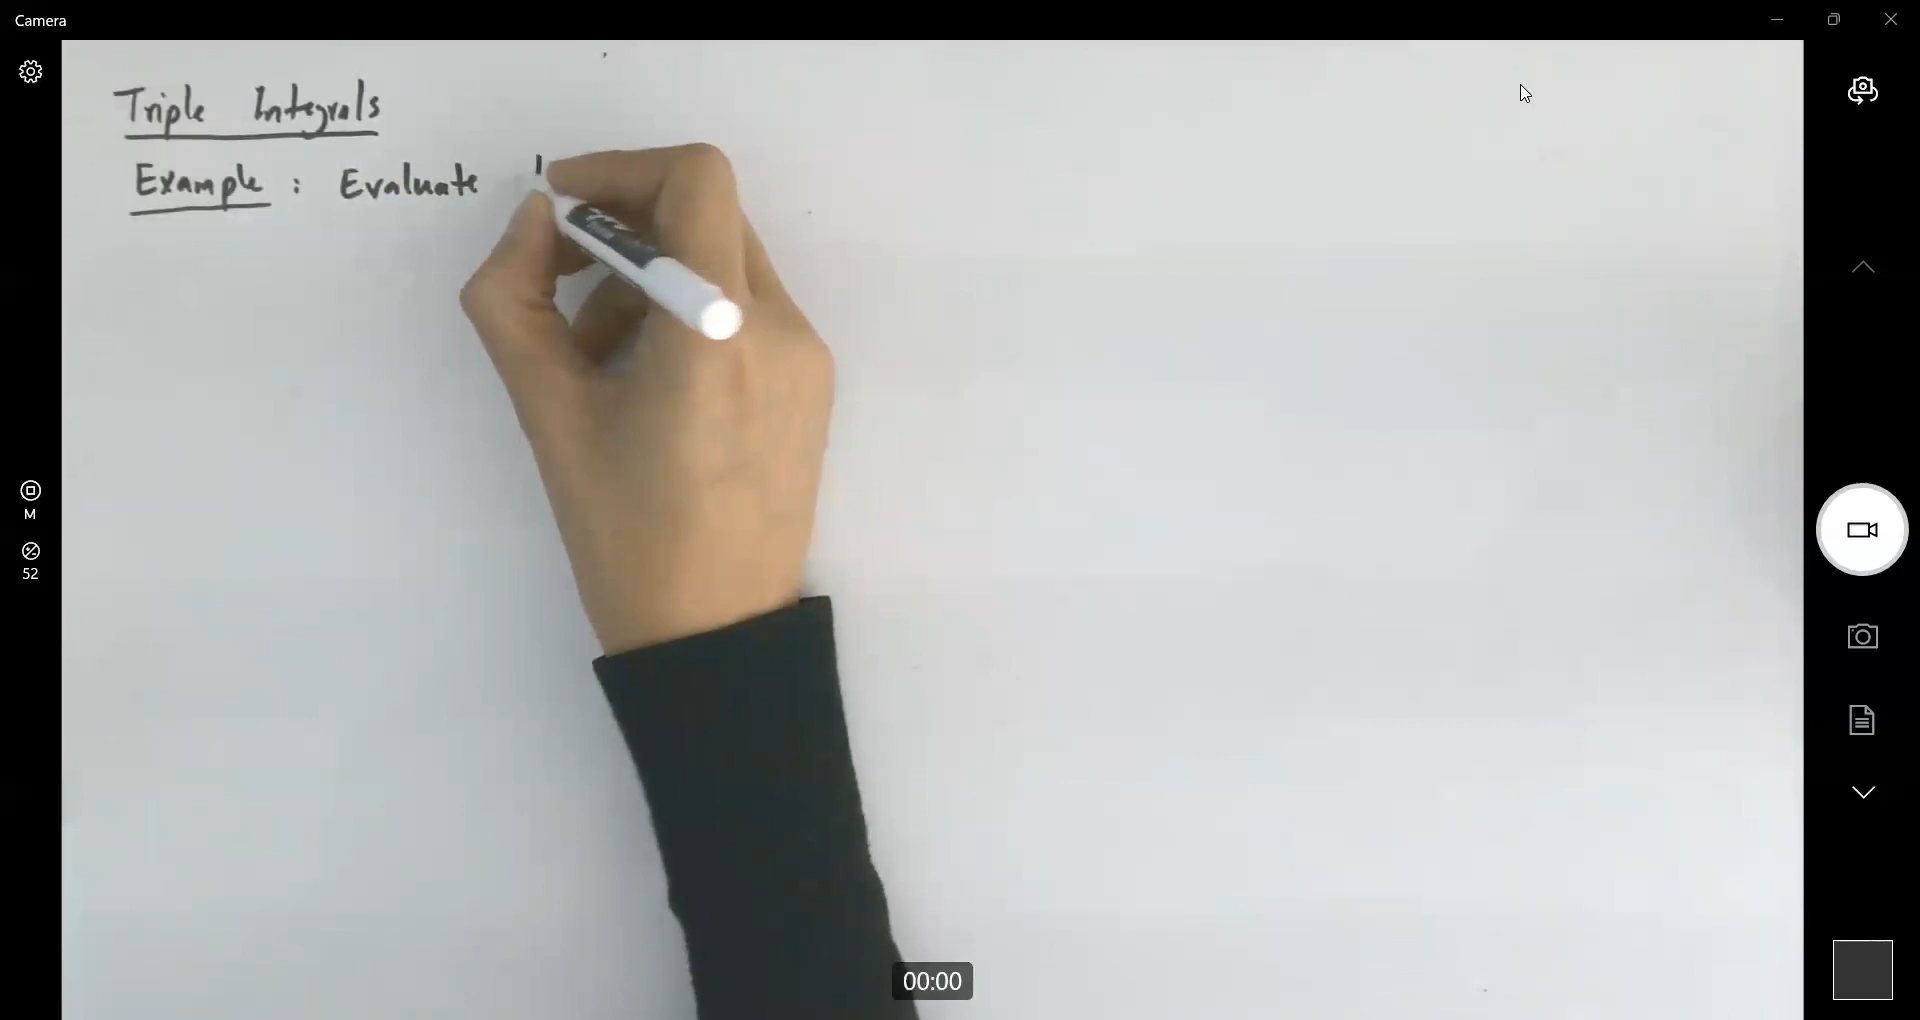 Camera
Triple Integrals
Example : Evaluate
M
52
00:00